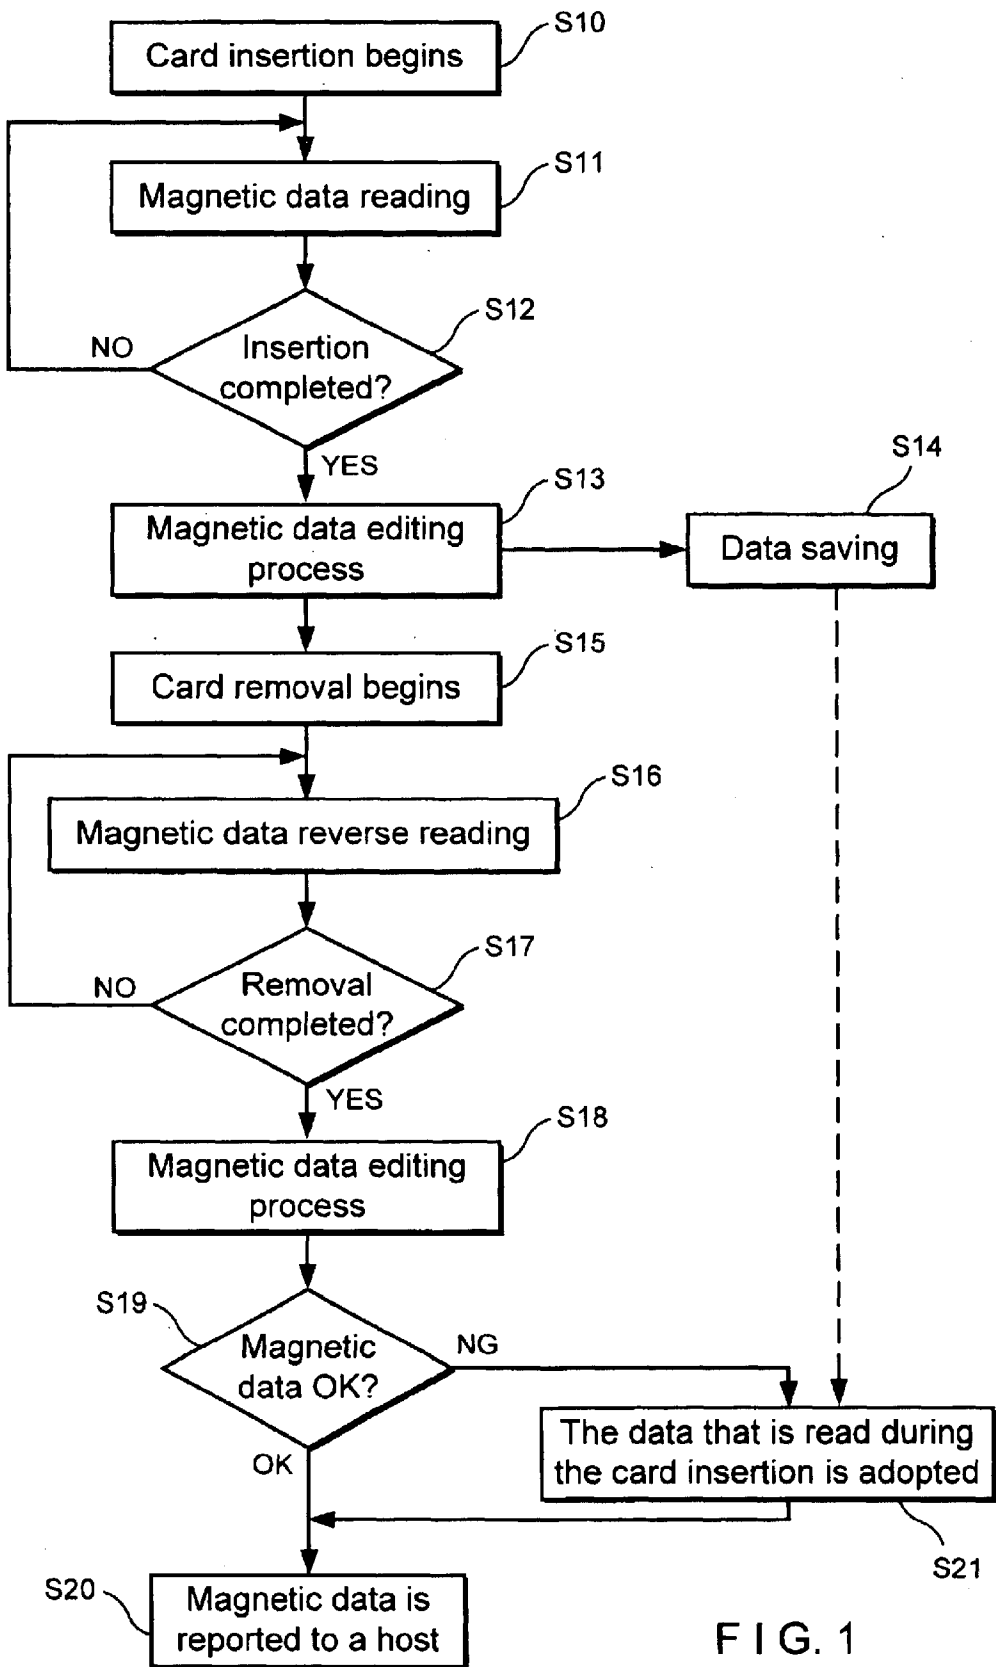 S10
Card insertion begins
S11
Magnetic data reading
S12
NO
Insertion
completed?
YES
S13
S14
Magnetic data editing
process
Data saving
S15
Card removal begins
S16
Magnetic data reverse reading
S17
NO
Removal
completed?
YES
S18
Magnetic data editing
process
S19
Magnetic
data OK?
NG
OK
The data that is read during
the card insertion is adopted
S21
S20
Magnetic data is
reported to a host
F I G. 1